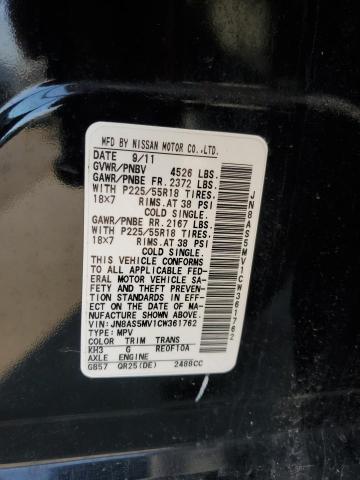 MFD BY NISSAN MOTOR CO.,LTD.
DATE 9/11
GVWR/PNBV 4526 LBS.
GAWR/PNBE FR. 2372 LBS.
WITH P225/55R18 TIRES.
18X7 RIMS.AT 38 PSI
COLD SINGLE.
GAWR/PNBE RR. 2167 LBS.
WITH P225/55R18 TIRES.
18X7 RIMS.AT 38 PSI
COLD SINGLE.
THIS VEHICLE CONFORMS
TO ALL APPLICABLE FED-
ERAL MOTOR VEHICLE SA-
FETY AND THEFT PREVENTION
STANDARDS IN EFFECT
ON THE DATE OF MA-
NUFACTURE SHOWN ABOVE.
VIN:JN8AS5MV1CW361762
TYPE: MPV
COLOR TRIM TRANS
KH3 G RE0F10A
AXLE ENGINE
GB57 QR25(DE) 2488CC
JN8AS5MV1CW361762